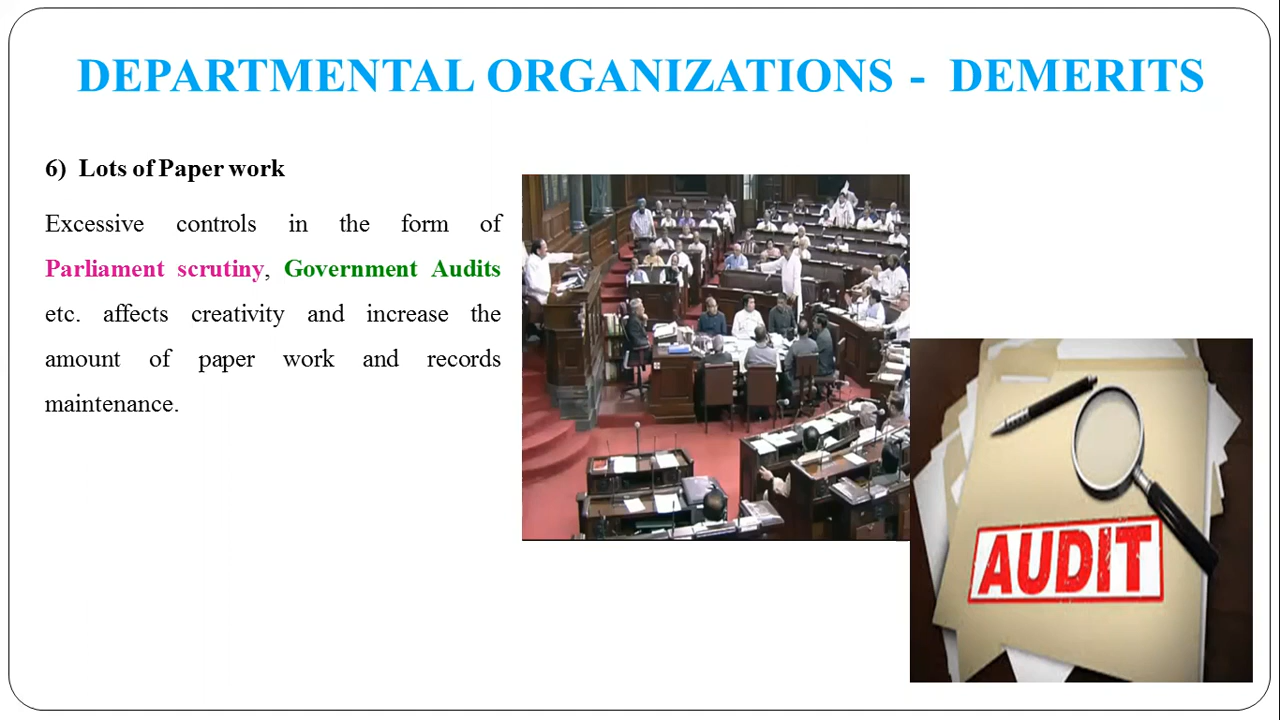 DEPARTMENTAL ORGANIZATIONS - DEMERITS
6) Lots of Paper work
Excessive controls in the form of
Parliament scrutiny, Government Audits
etc. affects creativity and increase the
amount of paper work and records
maintenance.
AUDIT